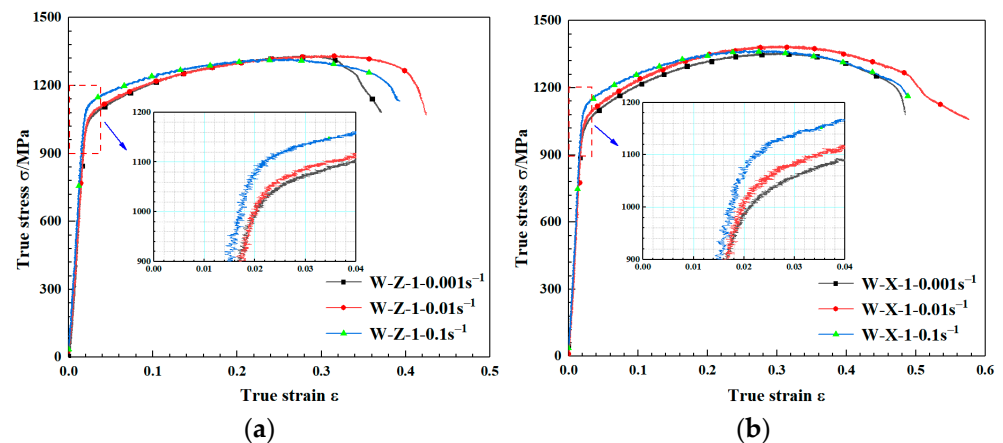 1500
1200
900
600
300
0
True stress σ/MPa
0.0 0.1 0.2 0.3 0.4 0.5
True strain ε
1200
1100
1000
900
0.00 0.01 0.02 0.03 0.04
W-Z-1-0.001s⁻¹
W-Z-1-0.01s⁻¹
W-Z-1-0.1s⁻¹
(a)
1500
1200
900
600
300
0
True stress σ/MPa
0.0 0.1 0.2 0.3 0.4 0.5 0.6
True strain ε
1200
1100
1000
900
0.00 0.01 0.02 0.03 0.04
W-X-1-0.001s⁻¹
W-X-1-0.01s⁻¹
W-X-1-0.1s⁻¹
(b)